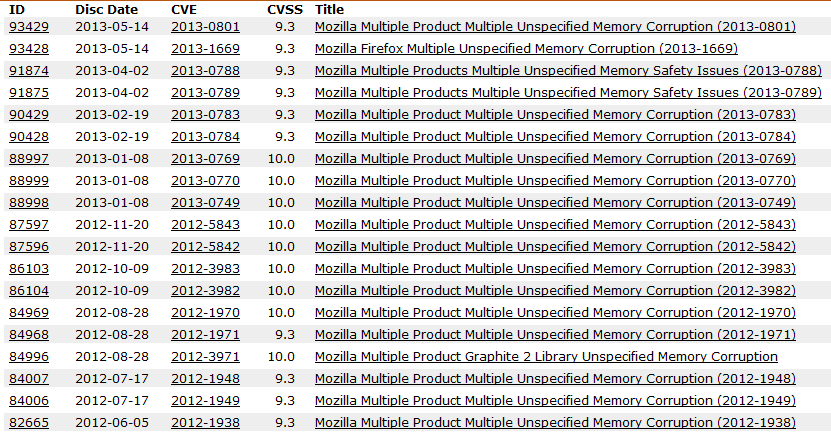 ID Disc Date CVE CVSS Title
93429 2013-05-14 2013-0801 9.3 Mozilla Multiple Product Multiple Unspecified Memory Corruption (2013-0801)
93428 2013-05-14 2013-1669 9.3 Mozilla Firefox Multiple Unspecified Memory Corruption (2013-1669)
91874 2013-04-02 2013-0788 9.3 Mozilla Multiple Products Multiple Unspecified Memory Safety Issues (2013-0788)
91875 2013-04-02 2013-0789 9.3 Mozilla Multiple Products Multiple Unspecified Memory Safety Issues (2013-0789)
90429 2013-02-19 2013-0783 9.3 Mozilla Multiple Product Multiple Unspecified Memory Corruption (2013-0783)
90428 2013-02-19 2013-0784 9.3 Mozilla Multiple Product Multiple Unspecified Memory Corruption (2013-0784)
88997 2013-01-08 2013-0769 10.0 Mozilla Multiple Product Multiple Unspecified Memory Corruption (2013-0769)
88999 2013-01-08 2013-0770 10.0 Mozilla Multiple Product Multiple Unspecified Memory Corruption (2013-0770)
88998 2013-01-08 2013-0749 10.0 Mozilla Multiple Product Multiple Unspecified Memory Corruption (2013-0749)
87597 2012-11-20 2012-5843 10.0 Mozilla Multiple Product Multiple Unspecified Memory Corruption (2012-5843)
87596 2012-11-20 2012-5842 10.0 Mozilla Multiple Product Multiple Unspecified Memory Corruption (2012-5842)
86103 2012-10-09 2012-3983 10.0 Mozilla Multiple Product Multiple Unspecified Memory Corruption (2012-3983)
86104 2012-10-09 2012-3982 10.0 Mozilla Multiple Product Multiple Unspecified Memory Corruption (2012-3982)
84969 2012-08-28 2012-1970 10.0 Mozilla Multiple Product Multiple Unspecified Memory Corruption (2012-1970)
84968 2012-08-28 2012-1971 9.3 Mozilla Multiple Product Multiple Unspecified Memory Corruption (2012-1971)
84996 2012-08-28 2012-3971 10.0 Mozilla Multiple Product Graphite 2 Library Unspecified Memory Corruption
84007 2012-07-17 2012-1948 9.3 Mozilla Multiple Product Multiple Unspecified Memory Corruption (2012-1948)
84006 2012-07-17 2012-1949 9.3 Mozilla Multiple Product Multiple Unspecified Memory Corruption (2012-1949)
82665 2012-06-05 2012-1938 9.3 Mozilla Multiple Product Multiple Unspecified Memory Corruption (2012-1938)